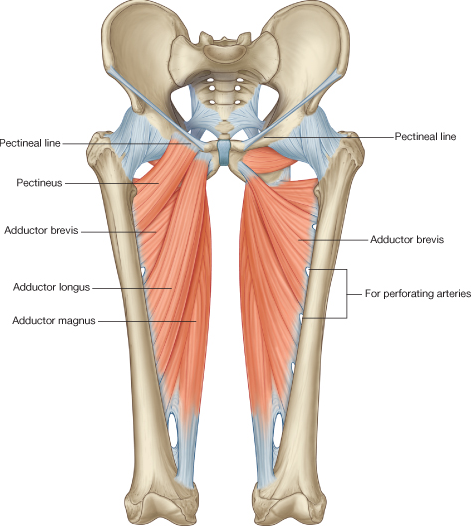 Pectineal line
Pectineal line
Pectineus
Adductor brevis
Adductor brevis
Adductor longus
For perforating arteries
Adductor magnus